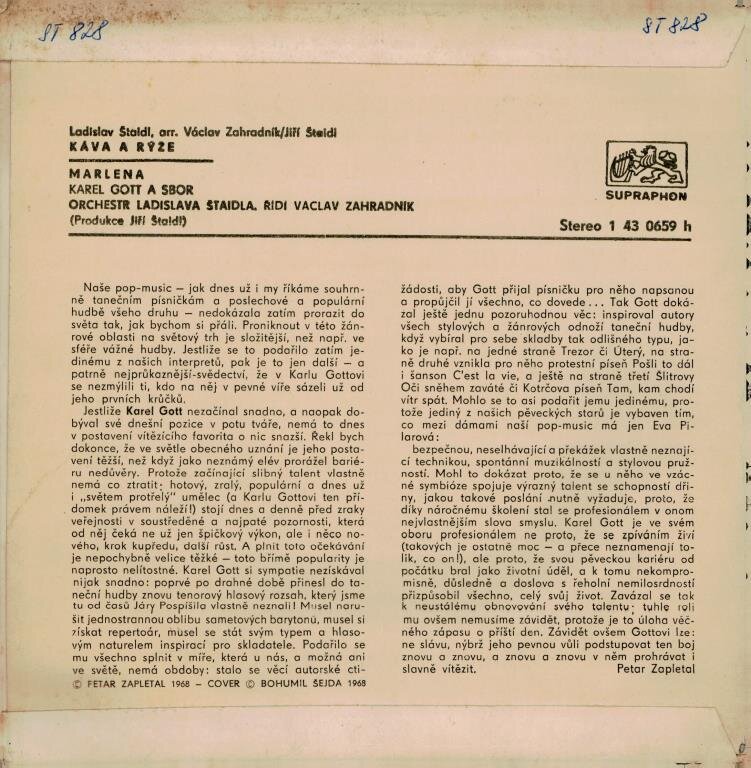 ST 828
ST 828
Ladislav Štaidl, arr. Václav Zahradník/Jiří Štaidl
KÁVA A RÝŽE
MARLENA
KAREL GOTT A SBOR
ORCHESTR LADISLAVA ŠTAIDLA. ŘÍDÍ VÁCLAV ZAHRADNÍK
(Produkce Jiří Štaidl)
SUPRAPHON
Stereo 1 43 0659 h
Naše pop-music – jak dnes už i my říkáme souhrn-
ně tanečním písničkám a poslechové a populární
hudbě všeho druhu – nedokázala zatím prorazit do
světa tak, jak bychom si přáli. Proniknout v této žán-
rové oblasti na světový trh je složitější, než např. ve
sféře vážné hudby. Jestliže se to podařilo zatím je-
dinému z našich interpretů, pak je to jen další – a
patrně nejprůkaznější-svědectví, že v Karlu Gottovi
se nezmýlili ti, kdo na něj v pevné víře sázeli už od
jeho prvních krůčků.
Jestliže Karel Gott nezačínal snadno, a naopak do-
býval své dnešní pozice v potu tváře, nemá to dnes
v postavení vítězícího favorita o nic snazší. Řekl bych
dokonce, že ve světle obecného uznání je jeho posta-
vení těžší, než když jako neznámý elév prorážel barié-
ru nedůvěry. Protože začínající slibný talent vlastně
nemá co ztratit; hotový, zralý, populární a dnes už
i „světem protřelý" umělec (a Karlu Gottovi ten pří-
domek právem náleží!) stojí dnes a denně před zraky
veřejnosti v soustředěné a najpaté pozornosti, která
od něj čeká ne už jen špičkový výkon, ale i něco no-
vého, krok kupředu, další růst. A plnit toto očekávání
je nepochybně velice těžké – toto břímě popularity je
naprosto nelítostné. Karel Gott si sympatie nezískával
nijak snadno: poprvé po drahné době přinesl do ta-
neční hudby znovu tenorový hlasový rozsah, který jsme
tu od časů Járy Pospíšila vlastně neznali! Musel naru-
šit jednostrannou oblibu sametových barytonů, musel si
získat repertoár, musel se stát svým typem a hlaso-
vým naturelem inspirací pro skladatele. Podařilo se
mu všechno splnit v míře, která u nás, a možná ani
ve světě, nemá obdoby: stalo se věcí autorské cti-
© PETAR ZAPLETAL 1968 – COVER © BOHUMIL ŠEJDA 1968
žádosti, aby Gott přijal písničku pro něho napsanou
a propůjčil jí všechno, co dovede ... Tak Gott doká-
zal ještě jednu pozoruhodnou věc: inspiroval autory
všech stylových a žánrových odnoží taneční hudby,
když vybíral pro sebe skladby tak odlišného typu, ja-
ko je např. na jedné straně Trezor či Úterý, na stra-
ně druhé vznikla pro něho protestní píseň Pošli to dál
i šanson C'est la vie, a ještě na straně třetí Šlitrovy
Oči sněhem zaváté či Kotrčova píseň Tam, kam chodí
vítr spát. Mohlo se to asi podařit jemu jedinému, pro-
tože jediný z našich pěveckých starů je vybaven tím,
co mezi dámami naší pop-music má jen Eva Pi-
larová:
bezpečnou, neselhávající a překážek vlastně neznají-
cí technikou, spontánní muzikálností a stylovou pruž-
ností. Mohl to dokázat proto, že se u něho ve vzác-
né symbióze spojuje výrazný talent se schopností dři-
ny, jakou takové poslání nutně vyžaduje, proto, že
díky náročnému školení stal se profesionálem v onom
nejvlastnějším slova smyslu. Karel Gott je ve svém
oboru profesionálem ne proto, že se zpíváním živí
(takových je ostatně moc – a přece neznamenají to-
lik, co on!), ale proto, že svou pěveckou kariéru od
počátku bral jako životní úděl, a k tomu nekompro-
misně, důsledně a doslova s řeholní nemilosrdností
přizpůsobil všechno, celý svůj život. Zavázal se tak
k neustálému obnovování svého talentu; tuhle roli
mu ovšem nemusíme závidět, protože je to úloha věč-
ného zápasu o příští den. Závidět ovšem Gottovi lze:
ne slávu, nýbrž jeho pevnou vůli podstupovat ten boj
znovu a znovu, a znovu a znovu v něm prohrávat i
slavně vítězit.
Petar Zapletal